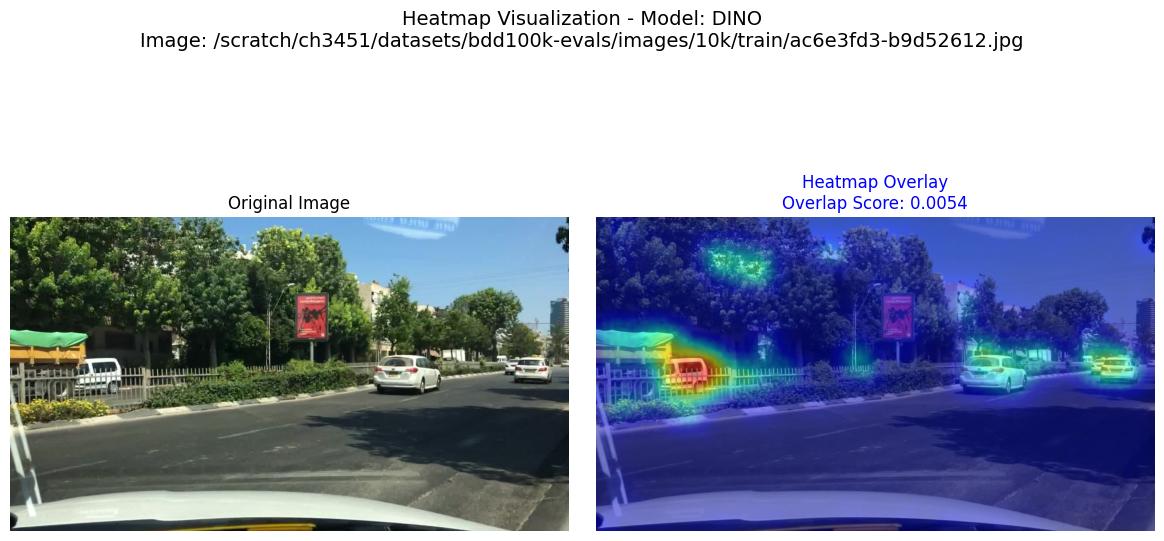 Heatmap Visualization - Model: DINO
Image: /scratch/ch3451/datasets/bdd100k-evals/images/10k/train/ac6e3fd3-b9d52612.jpg
Original Image
Heatmap Overlay
Overlap Score: 0.0054